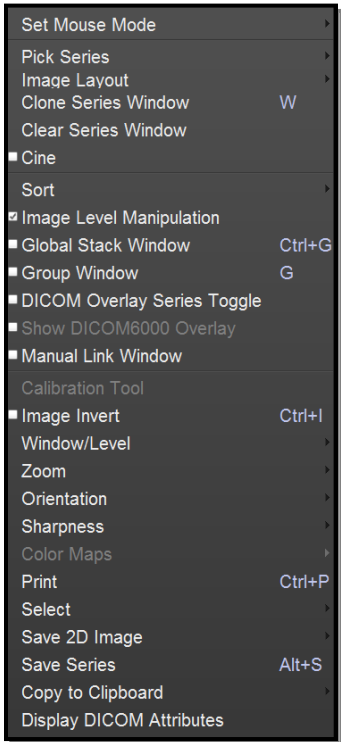 Set Mouse Mode
Pick Series
Image Layout
Clone Series Window W
Clear Series Window
Cine
Sort
Image Level Manipulation
Global Stack Window Ctrl+G
Group Window G
DICOM Overlay Series Toggle
Show DICOM6000 Overlay
Manual Link Window
Calibration Tool
Image Invert Ctrl+I
Window/Level
Zoom
Orientation
Sharpness
Color Maps
Print Ctrl+P
Select
Save 2D Image
Save Series Alt+S
Copy to Clipboard
Display DICOM Attributes